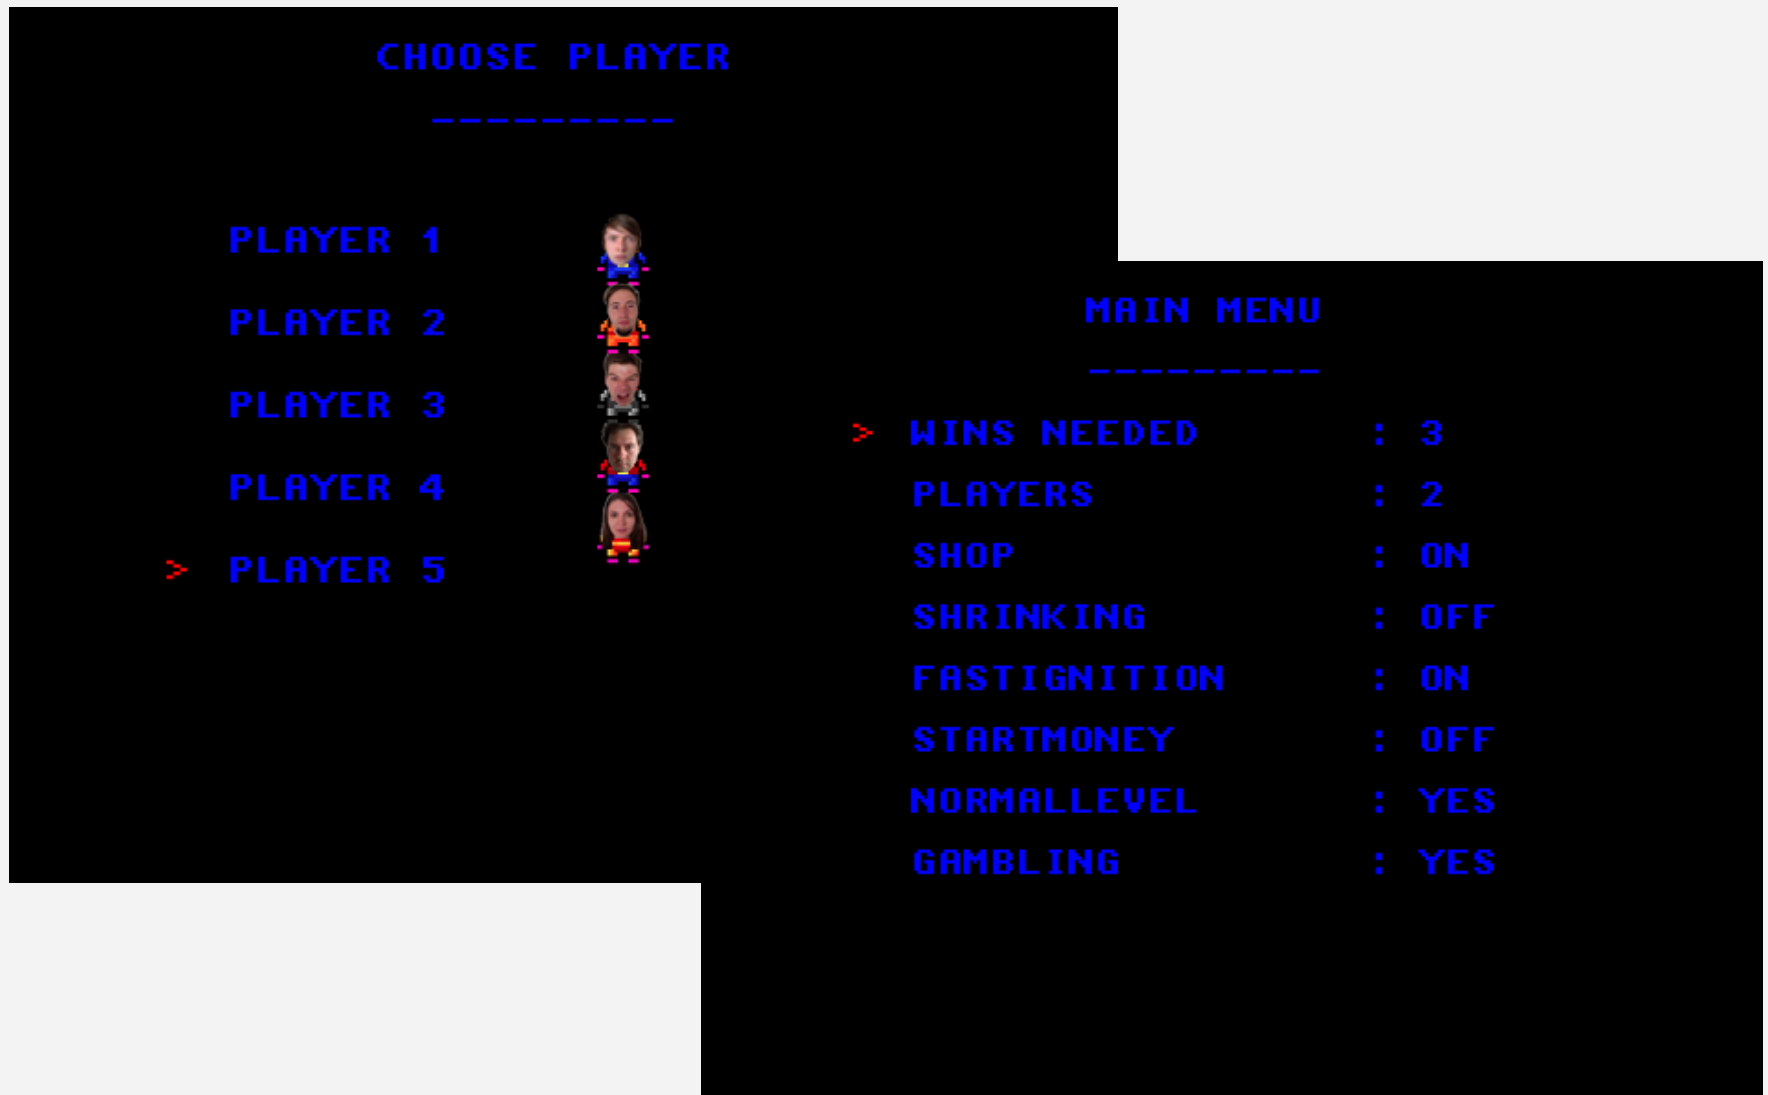 CHOOSE PLAYER
---------
PLAYER 1
PLAYER 2
PLAYER 3
PLAYER 4
> PLAYER 5
MAIN MENU
---------
> WINS NEEDED : 3
PLAYERS : 2
SHOP : ON
SHRINKING : OFF
FASTIGNITION : ON
STARTMONEY : OFF
NORMALLEVEL : YES
GAMBLING : YES